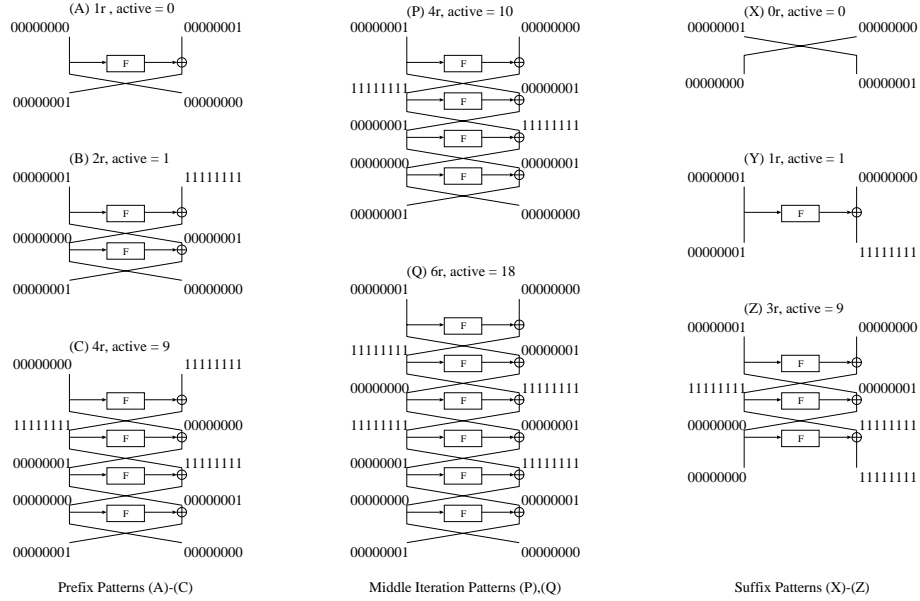 (A) 1r , active = 0
00000000 00000001
F
00000001 00000000
(B) 2r, active = 1
00000001 11111111
F
00000000 00000001
F
00000001 00000000
(C) 4r, active = 9
00000000 11111111
F
11111111 00000000
F
00000001 11111111
F
00000000 00000001
F
00000001 00000000
Prefix Patterns (A)-(C)
(P) 4r, active = 10
00000001 00000000
F
11111111 00000001
F
00000001 11111111
F
00000000 00000001
F
00000001 00000000
(Q) 6r, active = 18
00000001 00000000
F
11111111 00000001
F
00000000 11111111
F
11111111 00000001
F
00000001 11111111
F
00000000 00000001
F
00000001 00000000
Middle Iteration Patterns (P),(Q)
(X) 0r, active = 0
00000001 00000000
00000000 00000001
(Y) 1r, active = 1
00000001 00000000
F
00000001 11111111
(Z) 3r, active = 9
00000001 00000000
F
11111111 00000001
F
00000000 11111111
F
00000000 11111111
Suffix Patterns (X)-(Z)